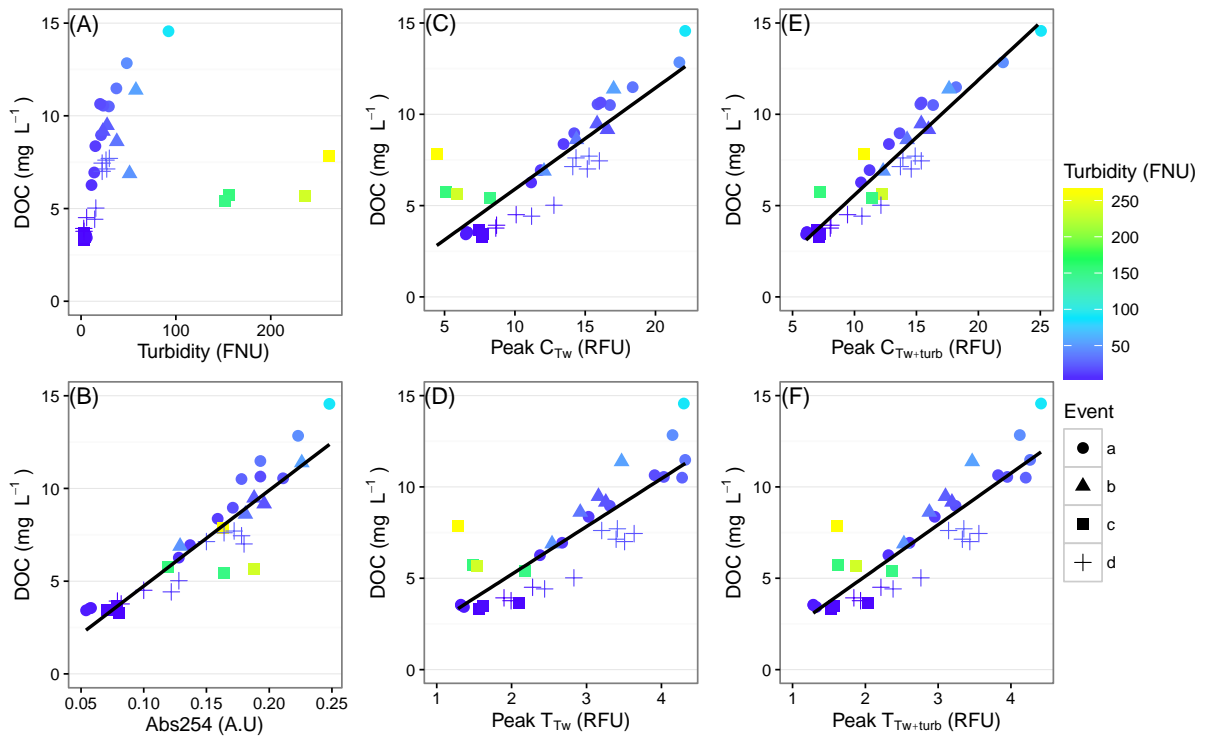 (A)
15
10
5
0
DOC (mg L⁻¹)
0 100 200
Turbidity (FNU)
(C)
15
10
5
0
DOC (mg L⁻¹)
5 10 15 20
Peak C_Tw (RFU)
(E)
15
10
5
0
DOC (mg L⁻¹)
5 10 15 20 25
Peak C_Tw+turb (RFU)
(B)
15
10
5
0
DOC (mg L⁻¹)
0.05 0.10 0.15 0.20 0.25
Abs254 (A.U)
(D)
15
10
5
0
DOC (mg L⁻¹)
1 2 3 4
Peak T_Tw (RFU)
(F)
15
10
5
0
DOC (mg L⁻¹)
1 2 3 4
Peak T_Tw+turb (RFU)
Turbidity (FNU)
250
200
150
100
50
Event
a
b
c
d